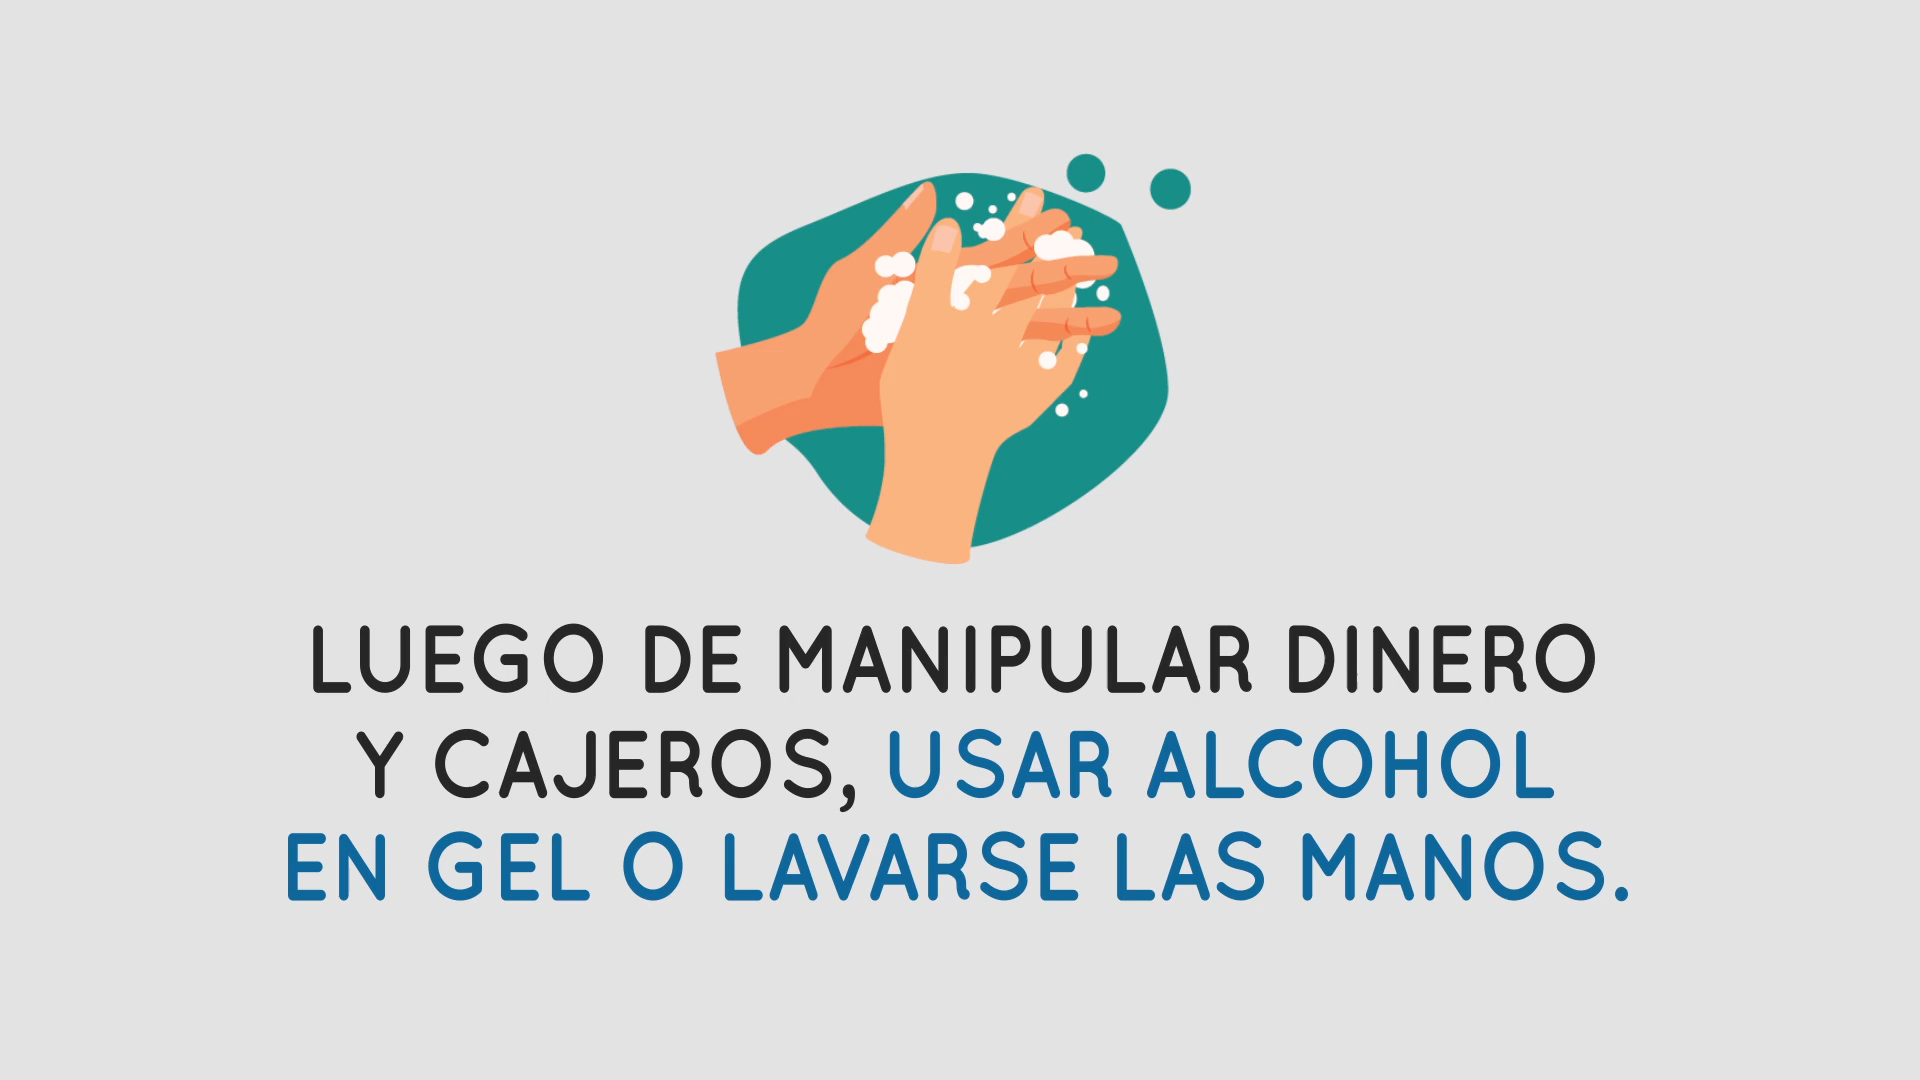 LUEGO DE MANIPULAR DINERO
Y CAJEROS, USAR ALCOHOL
EN GEL O LAVARSE LAS MANOS.